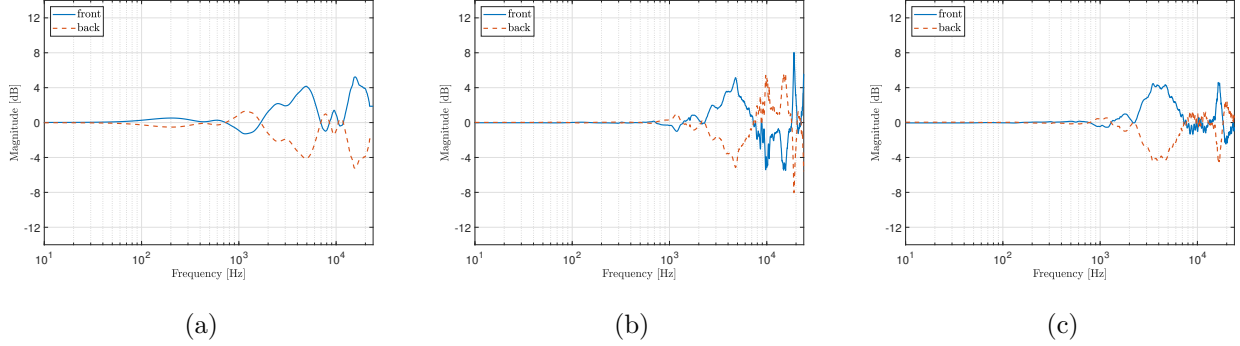 12
8
4
0
-4
-8
-12
Magnitude [dB]
front
back
10^1
10^2
10^3
10^4
Frequency [Hz]
(a)
12
8
4
0
-4
-8
-12
Magnitude [dB]
front
back
10^1
10^2
10^3
10^4
Frequency [Hz]
(b)
12
8
4
0
-4
-8
-12
Magnitude [dB]
front
back
10^1
10^2
10^3
10^4
Frequency [Hz]
(c)